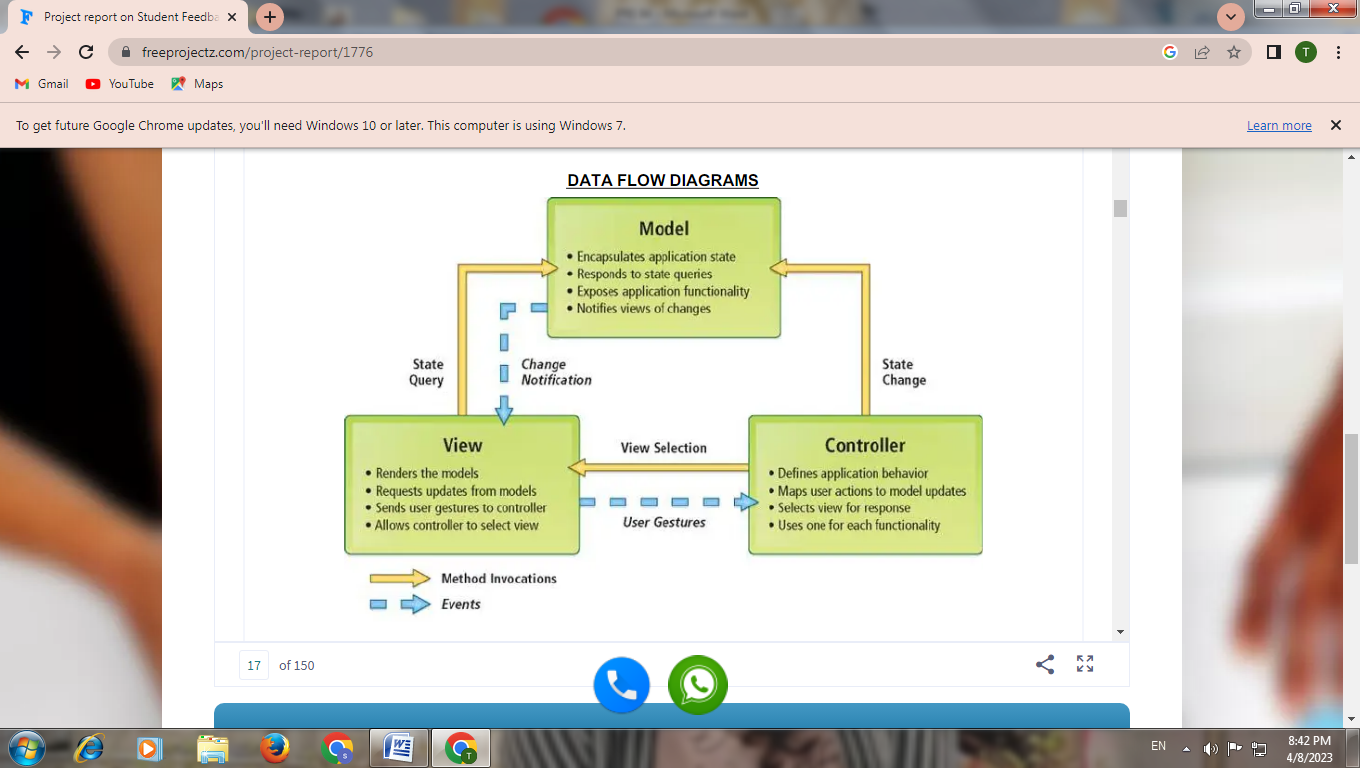 Project report on Student Feedba
freeprojectz.com/project-report/1776
T
Gmail
YouTube
Maps
To get future Google Chrome updates, you'll need Windows 10 or later. This computer is using Windows 7.
Learn more
DATA FLOW DIAGRAMS
Model
• Encapsulates application state
• Responds to state queries
• Exposes application functionality
• Notifies views of changes
State
Query
Change
Notification
State
Change
View
• Renders the models
• Requests updates from models
• Sends user gestures to controller
• Allows controller to select view
View Selection
User Gestures
Controller
• Defines application behavior
• Maps user actions to model updates
• Selects view for response
• Uses one for each functionality
Method Invocations
Events
17 of 150
EN
8:42 PM
4/8/2023